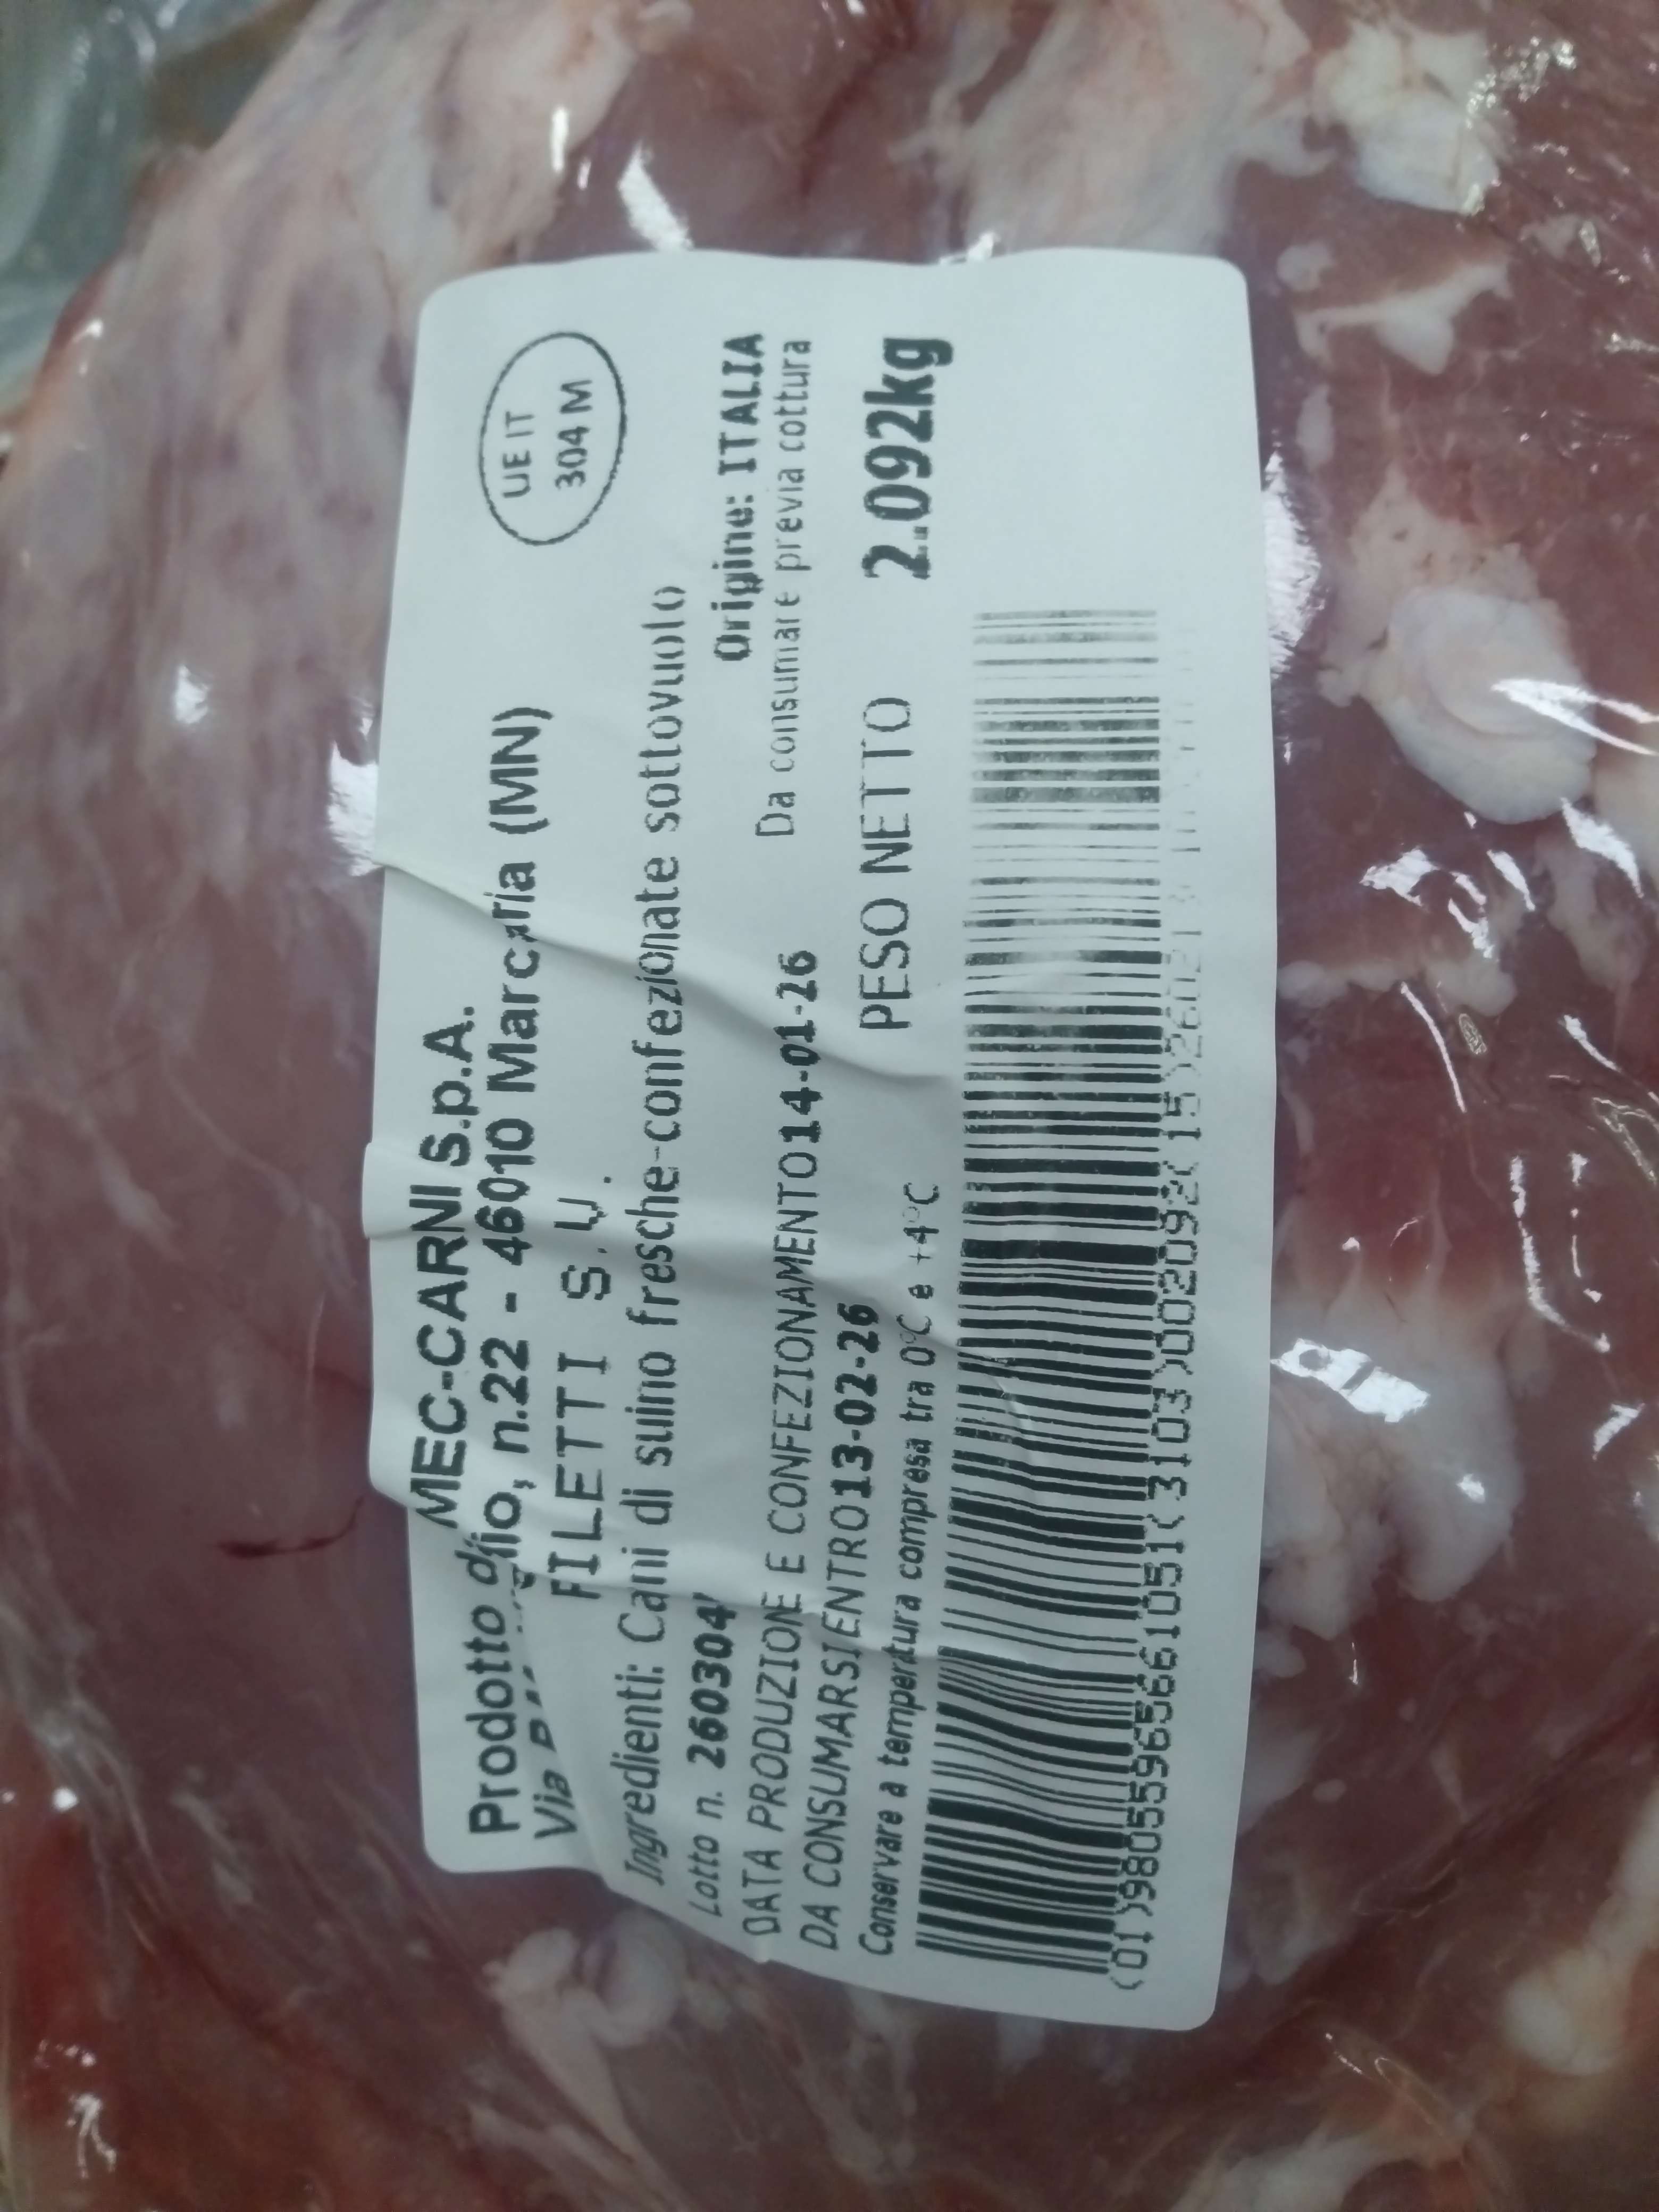 Prodotto di MEC-CARNI S.p.A.
Via n.22 - 46010 Marcaria (MN)
UE IT
304 M
FILETTI S.V.
Ingredienti: Carni di suino fresche-confezionate sottovuoto
Lotto n. 260304
Origine: ITALIA
DATA PRODUZIONE E CONFEZIONAMENTO 14-01-26
Da consumare previa cottura
DA CONSUMARSI ENTRO 13-02-26
PESO NETTO 2.092kg
Conservare a temperatura compresa tra 0°C e +4°C